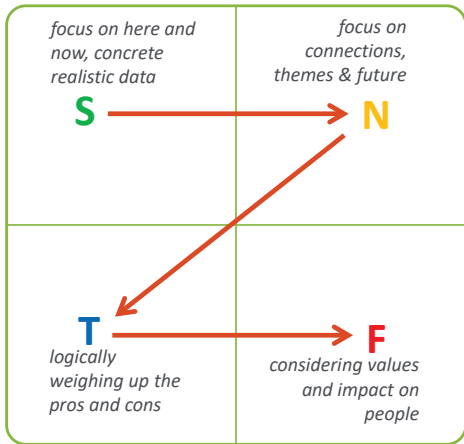 focus on here and
now, concrete
realistic data
S
focus on
connections,
themes & future
N
T
logically
weighing up the
pros and cons
F
considering values
and impact on
people